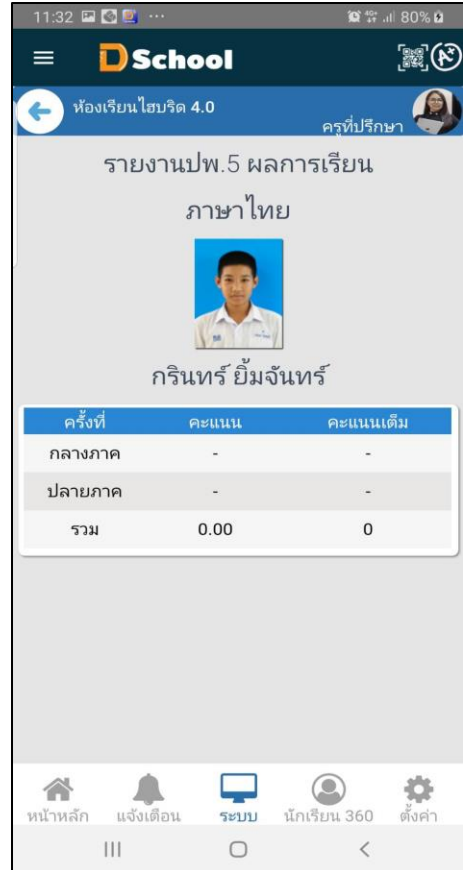 11:32 ... 80%
DSchool A+
ห้องเรียนไฮบริด 4.0
ครูที่ปรึกษา
รายงานปพ.5 ผลการเรียน
ภาษาไทย
กรินทร์ ยิ้มจันทร์
ครั้งที่ คะแนน คะแนนเต็ม
กลางภาค - -
ปลายภาค - -
รวม 0.00 0
หน้าหลัก แจ้งเตือน ระบบ นักเรียน 360 ตั้งค่า